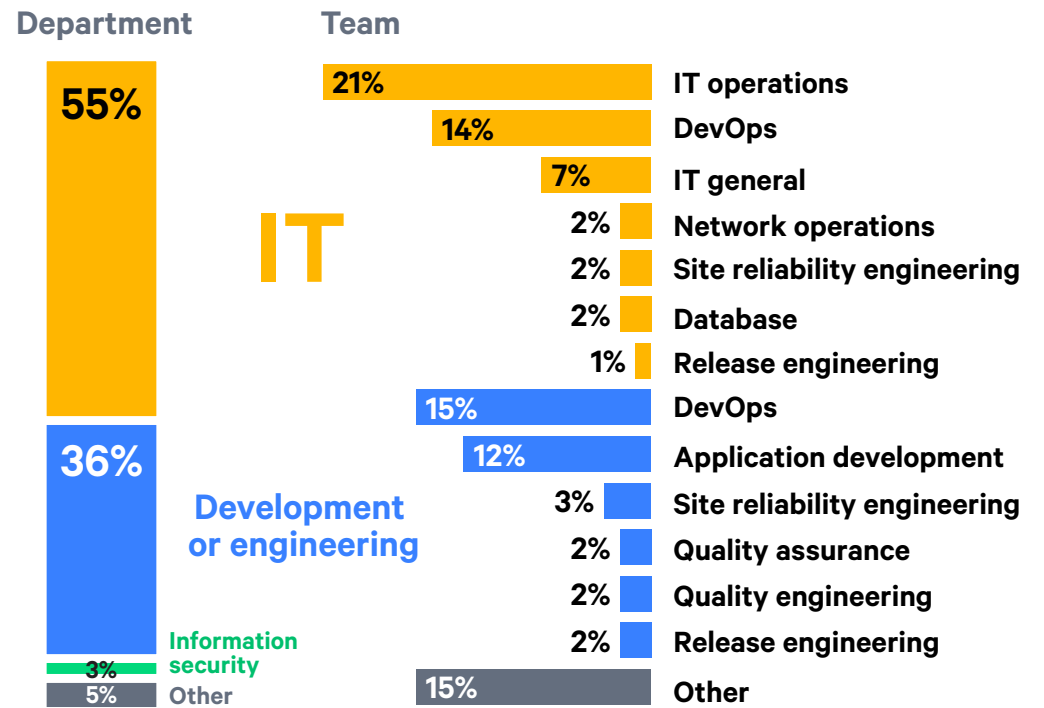 Department Team
55%
21% IT operations
14% DevOps
7% IT general
IT
2% Network operations
2% Site reliability engineering
2% Database
1% Release engineering
15% DevOps
36%
12% Application development
Development
or engineering
3% Site reliability engineering
2% Quality assurance
2% Quality engineering
2% Release engineering
3% Information
security
5% Other
15% Other